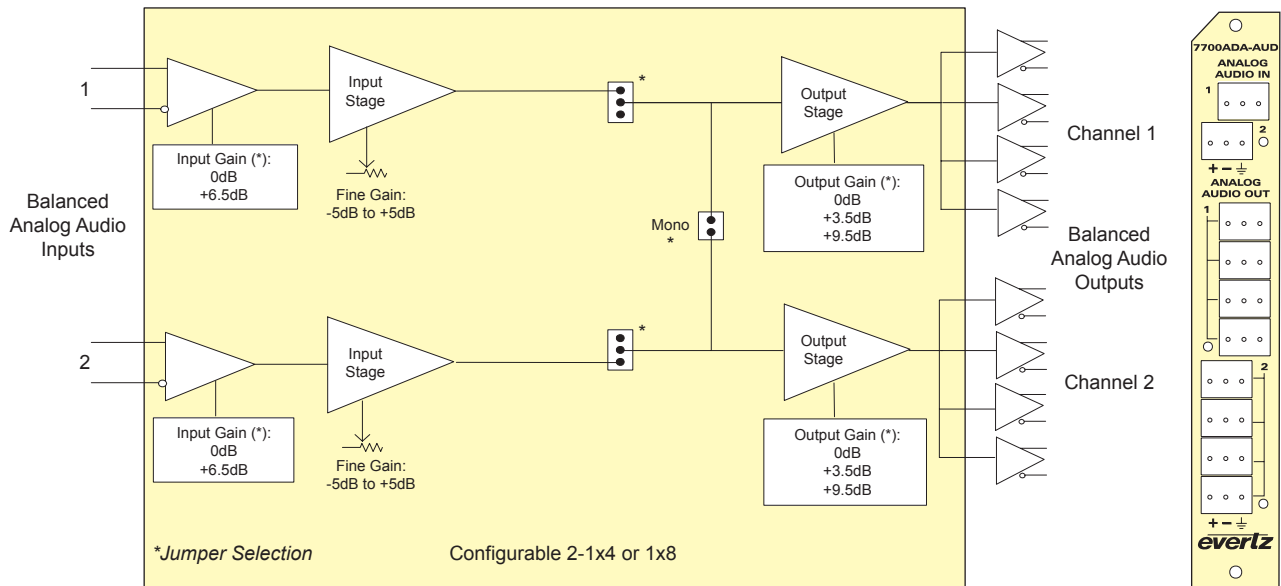 1
Input
Stage
*
Output
Stage
Channel 1
Input Gain (*):
0dB
+6.5dB
Fine Gain:
-5dB to +5dB
Output Gain (*):
0dB
+3.5dB
+9.5dB
Balanced
Analog Audio
Inputs
Mono
*
Balanced
Analog Audio
Outputs
2
Input
Stage
*
Output
Stage
Channel 2
Input Gain (*):
0dB
+6.5dB
Fine Gain:
-5dB to +5dB
Output Gain (*):
0dB
+3.5dB
+9.5dB
*Jumper Selection
Configurable 2-1x4 or 1x8
7700ADA-AUD
ANALOG
AUDIO IN
1
2
+ -
ANALOG
AUDIO OUT
1
2
+ -
evertz